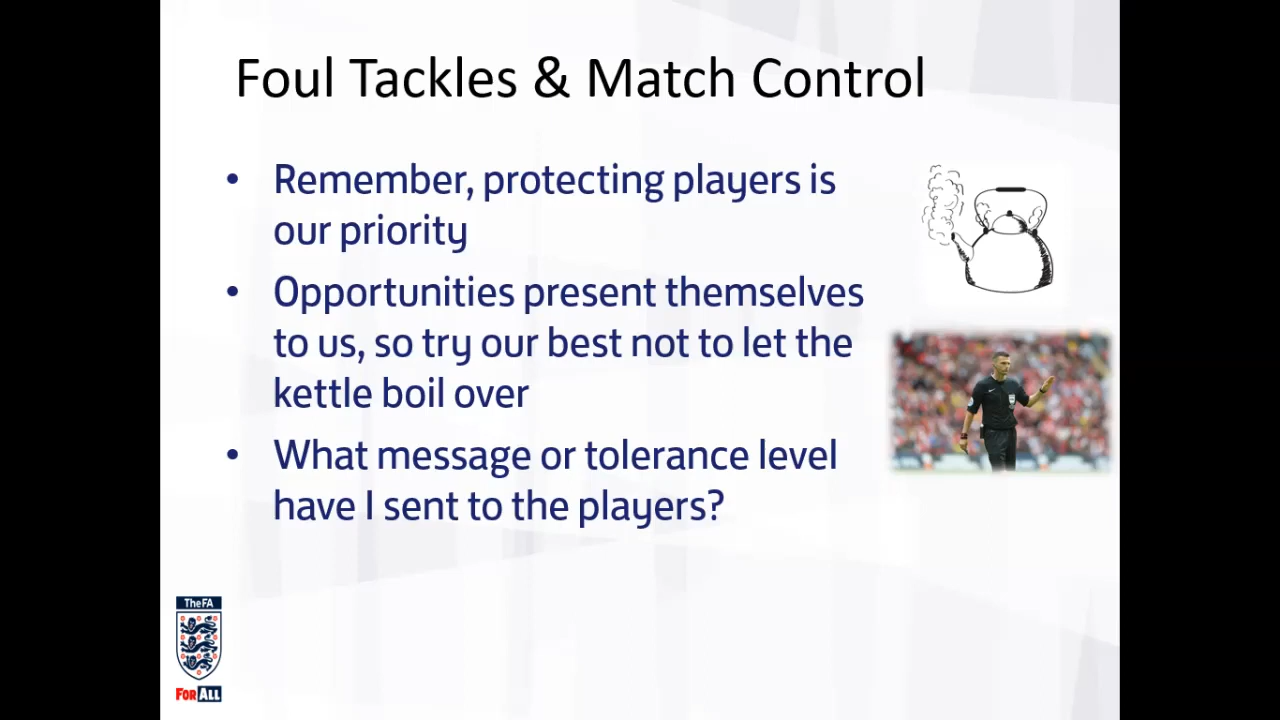 Foul Tackles & Match Control
• Remember, protecting players is
our priority
• Opportunities present themselves
to us, so try our best not to let the
kettle boil over
• What message or tolerance level
have I sent to the players?
TheFA
FOR ALL